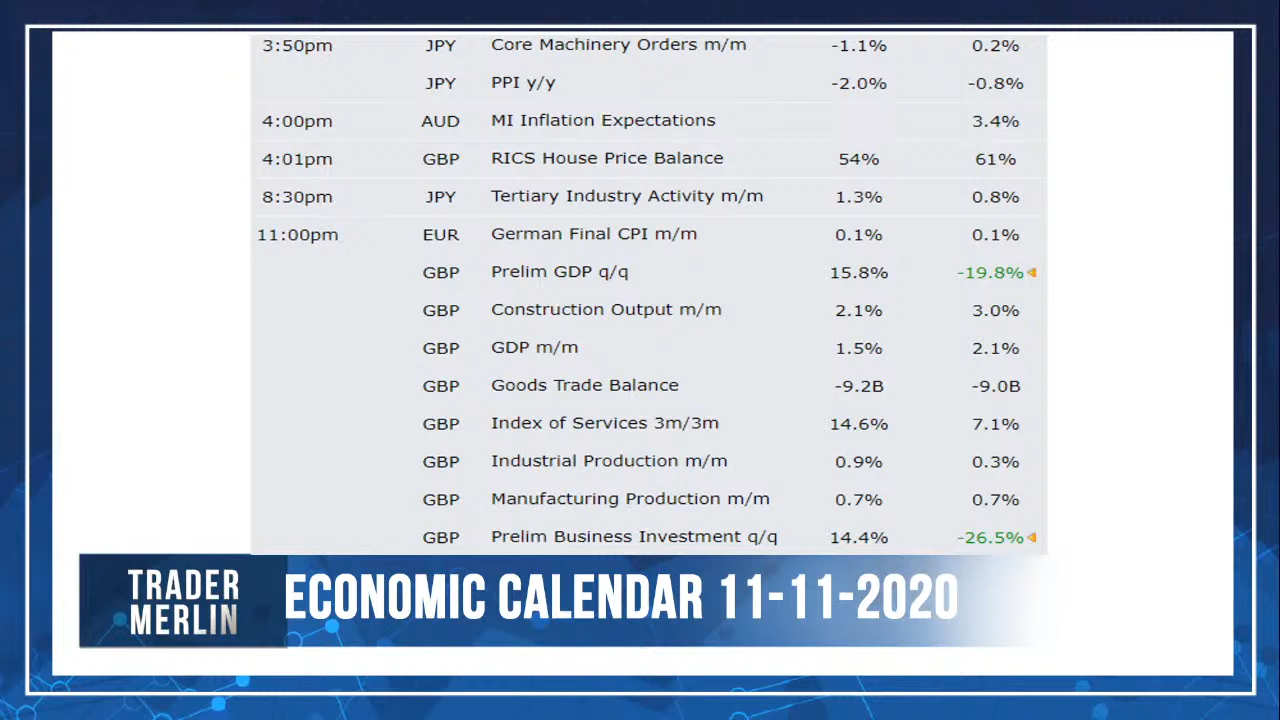 3:50pm JPY Core Machinery Orders m/m -1.1% 0.2%
JPY PPI y/y -2.0% -0.8%
4:00pm AUD MI Inflation Expectations 3.4%
4:01pm GBP RICS House Price Balance 54% 61%
8:30pm JPY Tertiary Industry Activity m/m 1.3% 0.8%
11:00pm EUR German Final CPI m/m 0.1% 0.1%
GBP Prelim GDP q/q 15.8% -19.8%
GBP Construction Output m/m 2.1% 3.0%
GBP GDP m/m 1.5% 2.1%
GBP Goods Trade Balance -9.2B -9.0B
GBP Index of Services 3m/3m 14.6% 7.1%
GBP Industrial Production m/m 0.9% 0.3%
GBP Manufacturing Production m/m 0.7% 0.7%
GBP Prelim Business Investment q/q 14.4% -26.5%
TRADER
MERLIN
ECONOMIC CALENDAR 11-11-2020